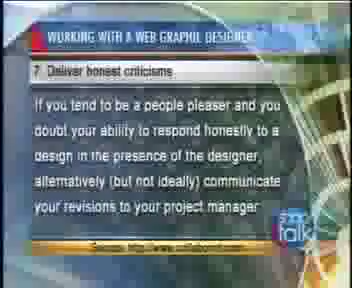 WORKING WITH A WEB GRAPHIC DESIGNER
7. Deliver honest criticisms
If you tend to be a people pleaser and you
doubt your ability to respond honestly to a
design in the presence of the designer,
alternatively (but not ideally) communicate
your revisions to your project manager
shop
talk